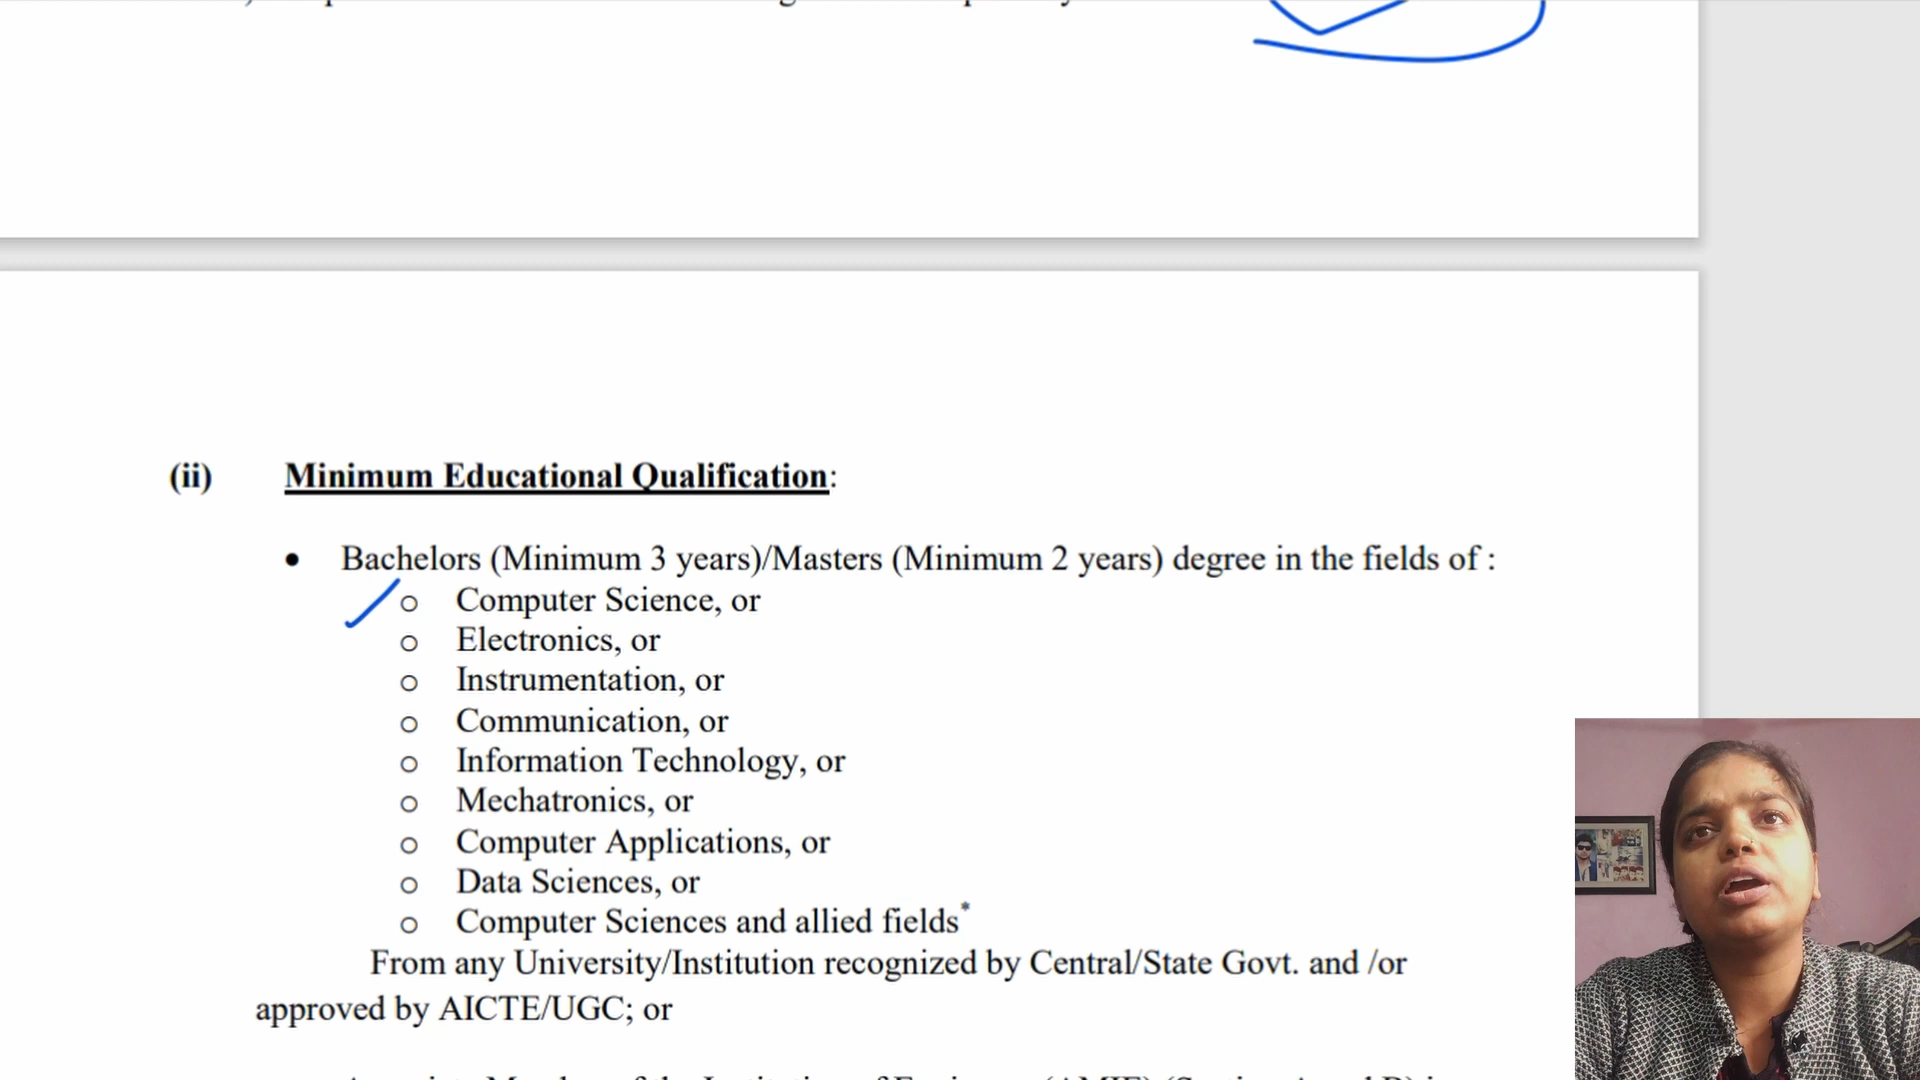 (ii) Minimum Educational Qualification:
• Bachelors (Minimum 3 years)/Masters (Minimum 2 years) degree in the fields of :
o Computer Science, or
o Electronics, or
o Instrumentation, or
o Communication, or
o Information Technology, or
o Mechatronics, or
o Computer Applications, or
o Data Sciences, or
o Computer Sciences and allied fields*
From any University/Institution recognized by Central/State Govt. and /or
approved by AICTE/UGC; or